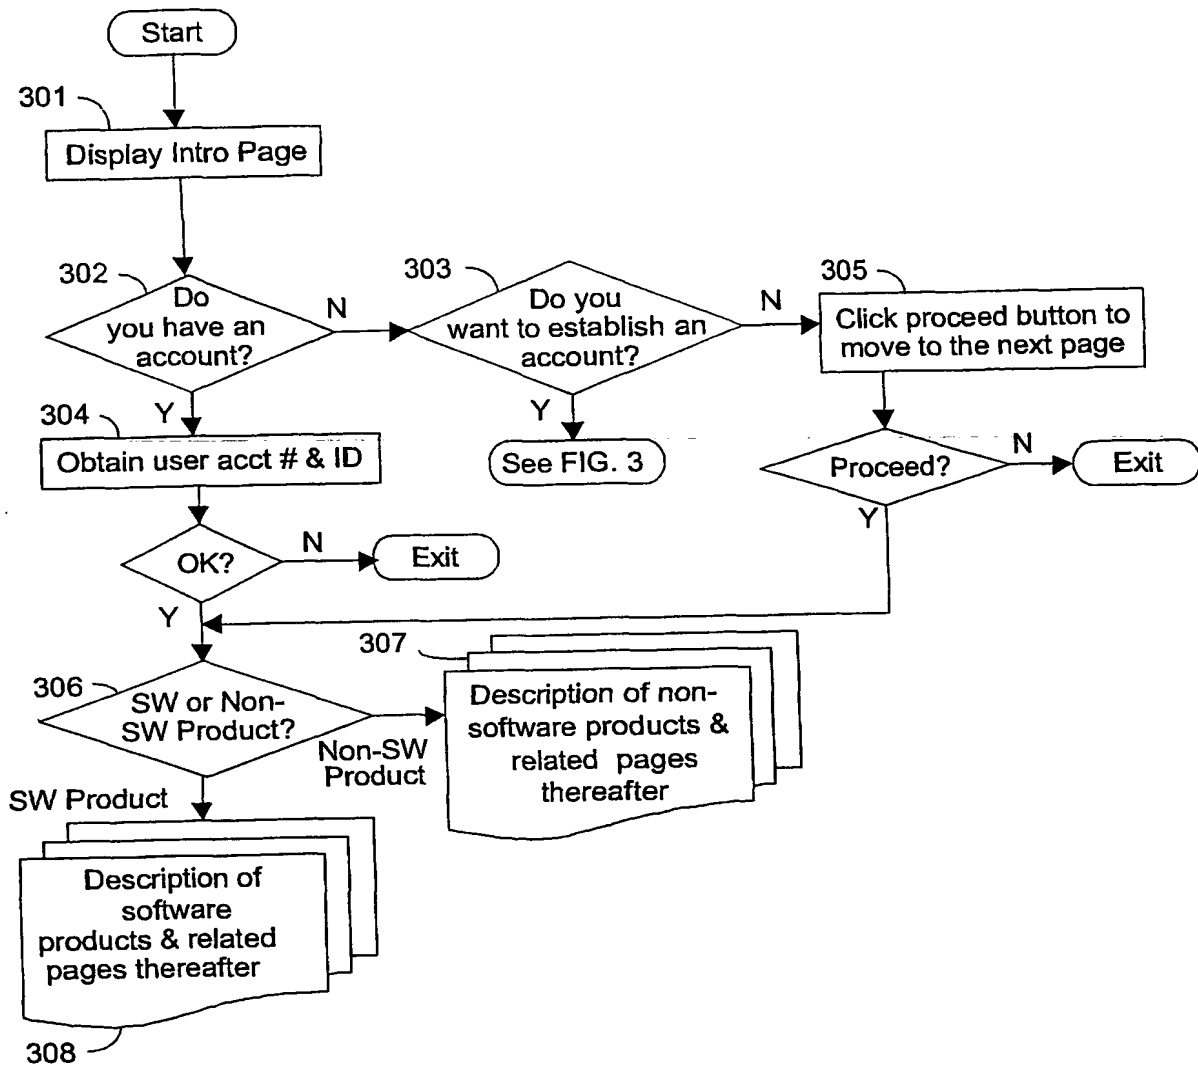 Start
301
Display Intro Page
302
Do
you have an
account?
N
303
Do you
want to establish an
account?
N
305
Click proceed button to
move to the next page
Y
304
Obtain user acct # & ID
Y
See FIG. 3
Proceed?
N
Exit
Y
OK?
N
Exit
Y
306
SW or Non-
SW Product?
Non-SW
Product
307
Description of non-
software products &
related pages
thereafter
SW Product
Description of
software
products & related
pages thereafter
308